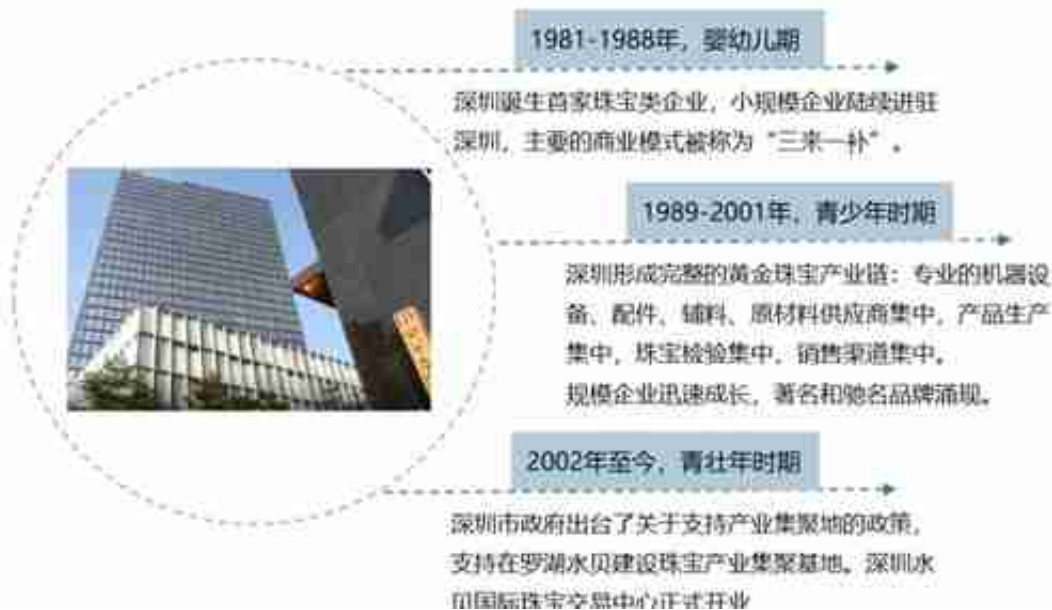 1981-1988年，婴幼儿期
深圳诞生首家珠宝类企业，小规模企业陆续进驻
深圳，主要的商业模式被称为“三来一补”。
1989-2001年，青少年时期
深圳形成完整的黄金珠宝产业链：专业的机器设
备、配件、辅料、原材料供应商集中，产品生产
集中，珠宝检验集中，销售渠道集中。
规模企业迅速成长，著名和驰名品牌涌现。
2002年至今，青壮年时期
深圳市政府出台了关于支持产业集聚地的政策，
支持在罗湖水贝建设珠宝产业集聚基地。深圳水
贝国际珠宝交易中心正式开业